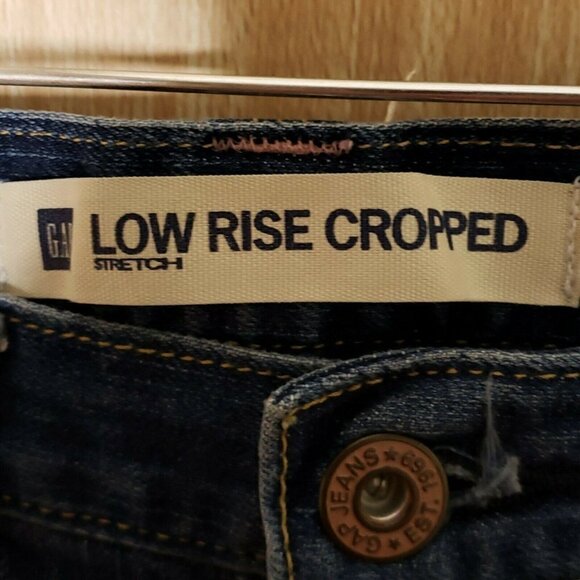 GAP LOW RISE CROPPED
STRETCH
GAP JEANS ★ EST. 1969 ★